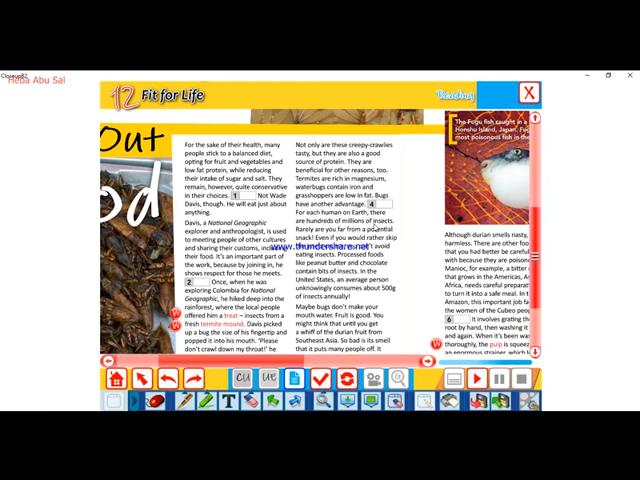 Heba Abu Sal
12 Fit for Life
Reading
X
Out
od
For the sake of their health, many
people stick to a balanced diet,
opting for fruit and vegetables and
low fat protein, while reducing
their intake of sugar and salt. They
remain, however, quite conservative
in their choices. 1 Not Wade
Davis, though. He will eat just about
anything.
Davis, a National Geographic
explorer and anthropologist, is used
to meeting people of other cultures
and sharing their customs, including
their food. It's an important part of
the work, because by joining in, he
shows respect for those he meets.
2 Once, when he was
exploring Colombia for National
Geographic, he hiked deep into the
rainforest, where the local people
offered him a treat – insects from a
fresh termite mound. Davis picked
up a bug the size of his fingertip and
popped it into his mouth. 'Please
don't crawl down my throat!' he
W
W
Not only are these creepy-crawlies
tasty, but they are also a good
source of protein. They are
beneficial for other reasons, too.
Termites are rich in magnesium,
waterbugs contain iron and
grasshoppers are low in fat. Bugs
have another advantage. 4
For each human on Earth, there
are hundreds of millions of insects.
Rarely are you far from a potential
snack! Even if you would rather skip
www.thundershare.net
avoid
eating insects. Processed foods
like peanut butter and chocolate
contain bits of insects. In the
United States, an average person
unknowingly consumes about 500g
of insects annually!
Maybe bugs don't make your
mouth water. Fruit is good. You
might think that until you get
a whiff of the durian fruit from
Southeast Asia. So bad is its smell
that it puts many people off. It
The Fugu fish caught in a
Honshu Island, Japan. Fug
most poisonous fish in the
Although durian smells nasty,
harmless. There are other foo
that you had better be careful
with because they are poisono
Manioc, for example, a bitter
that grows in the Americas, As
Africa, needs careful preparat
to turn it into a safe meal. In t
Amazon, this important job fa
the women of the Cubeo peop
6 It involves grating the
root by hand, then washing it
and again. When it's been wa
thoroughly, the pulp is squeez
an enormous strainer, which
W
CU
UE
T